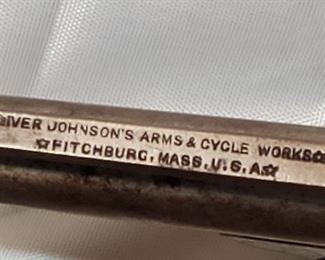 ☆IVER JOHNSON'S ARMS & CYCLE WORKS☆
☆FITCHBURG, MASS. U.S.A☆